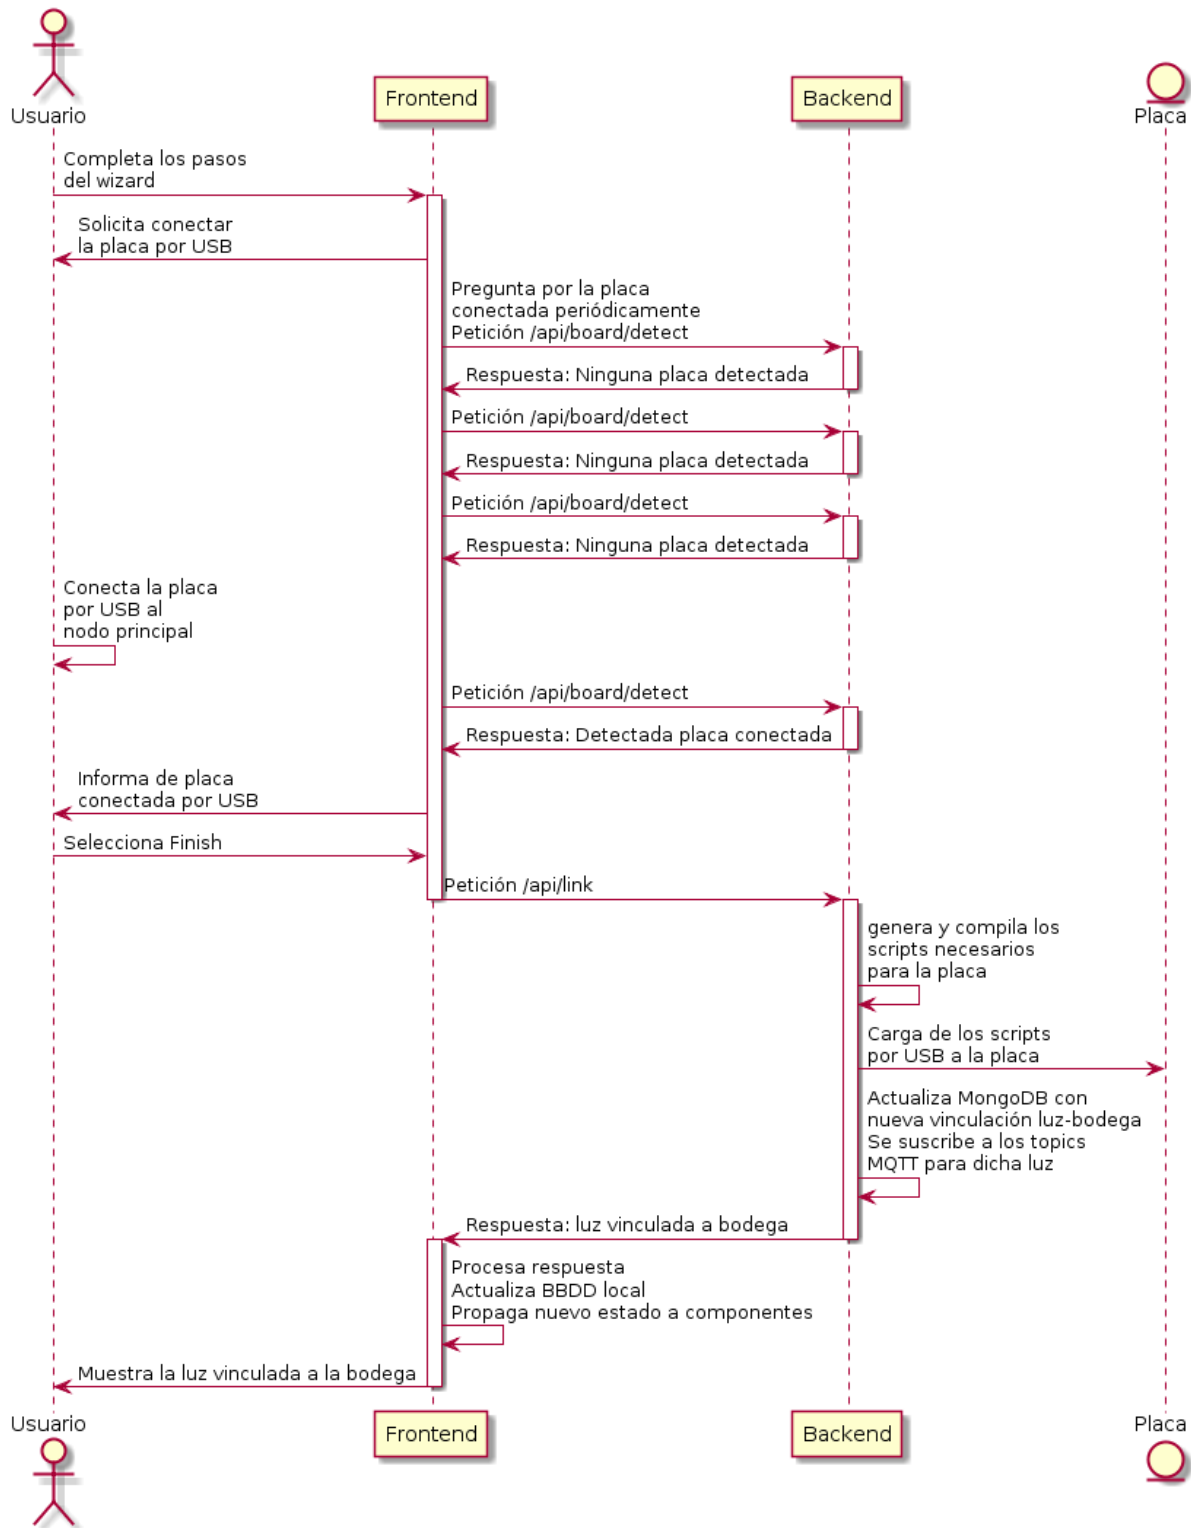 Usuario
Frontend
Backend
Placa
Completa los pasos
del wizard
Solicita conectar
la placa por USB
Pregunta por la placa
conectada periódicamente
Petición /api/board/detect
Respuesta: Ninguna placa detectada
Petición /api/board/detect
Respuesta: Ninguna placa detectada
Petición /api/board/detect
Respuesta: Ninguna placa detectada
Conecta la placa
por USB al
nodo principal
Petición /api/board/detect
Respuesta: Detectada placa conectada
Informa de placa
conectada por USB
Selecciona Finish
Petición /api/link
genera y compila los
scripts necesarios
para la placa
Carga de los scripts
por USB a la placa
Actualiza MongoDB con
nueva vinculación luz-bodega
Se suscribe a los topics
MQTT para dicha luz
Respuesta: luz vinculada a bodega
Procesa respuesta
Actualiza BBDD local
Propaga nuevo estado a componentes
Muestra la luz vinculada a la bodega
Usuario
Frontend
Backend
Placa